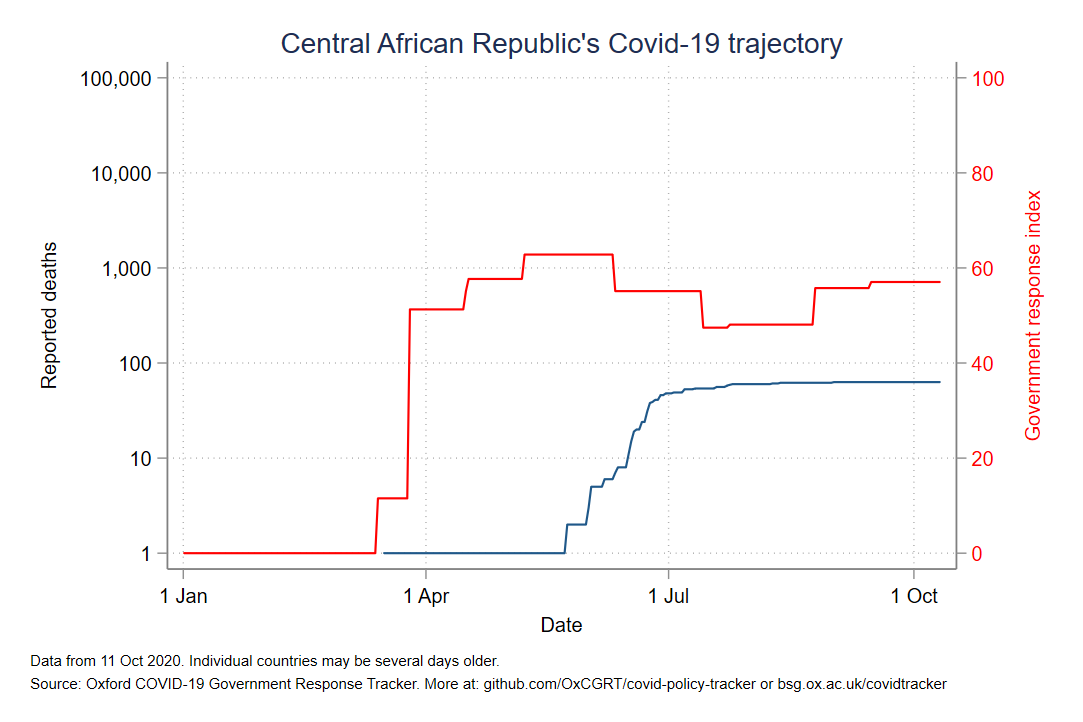 Central African Republic's Covid-19 trajectory
100,000
10,000
1,000
100
10
1
Reported deaths
100
80
60
40
20
0
Government response index
1 Jan
1 Apr
1 Jul
1 Oct
Date
Data from 11 Oct 2020. Individual countries may be several days older.
Source: Oxford COVID-19 Government Response Tracker. More at: github.com/OxCGRT/covid-policy-tracker or bsg.ox.ac.uk/covidtracker